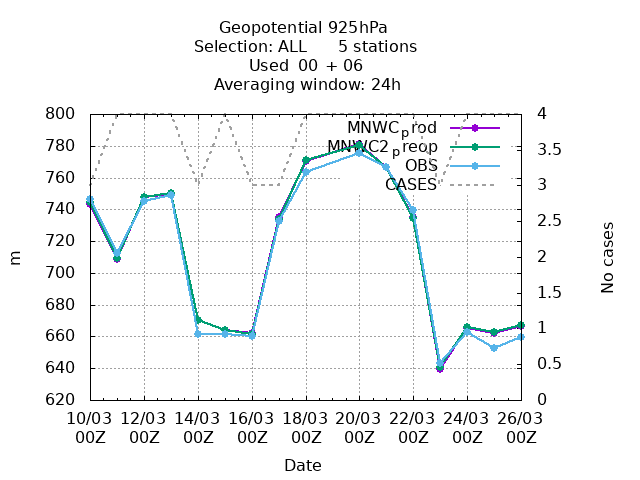 Geopotential 925hPa
Selection: ALL 5 stations
Used 00 + 06
Averaging window: 24h
800 4
MNWCprod
780 MNWC2preop 3.5
OBS
760 CASES 3
740 2.5
720 2
700 1.5
680
660 1
640 0.5
620 0
m
No cases
10/03 12/03 14/03 16/03 18/03 20/03 22/03 24/03 26/03
00Z 00Z 00Z 00Z 00Z 00Z 00Z 00Z 00Z
Date